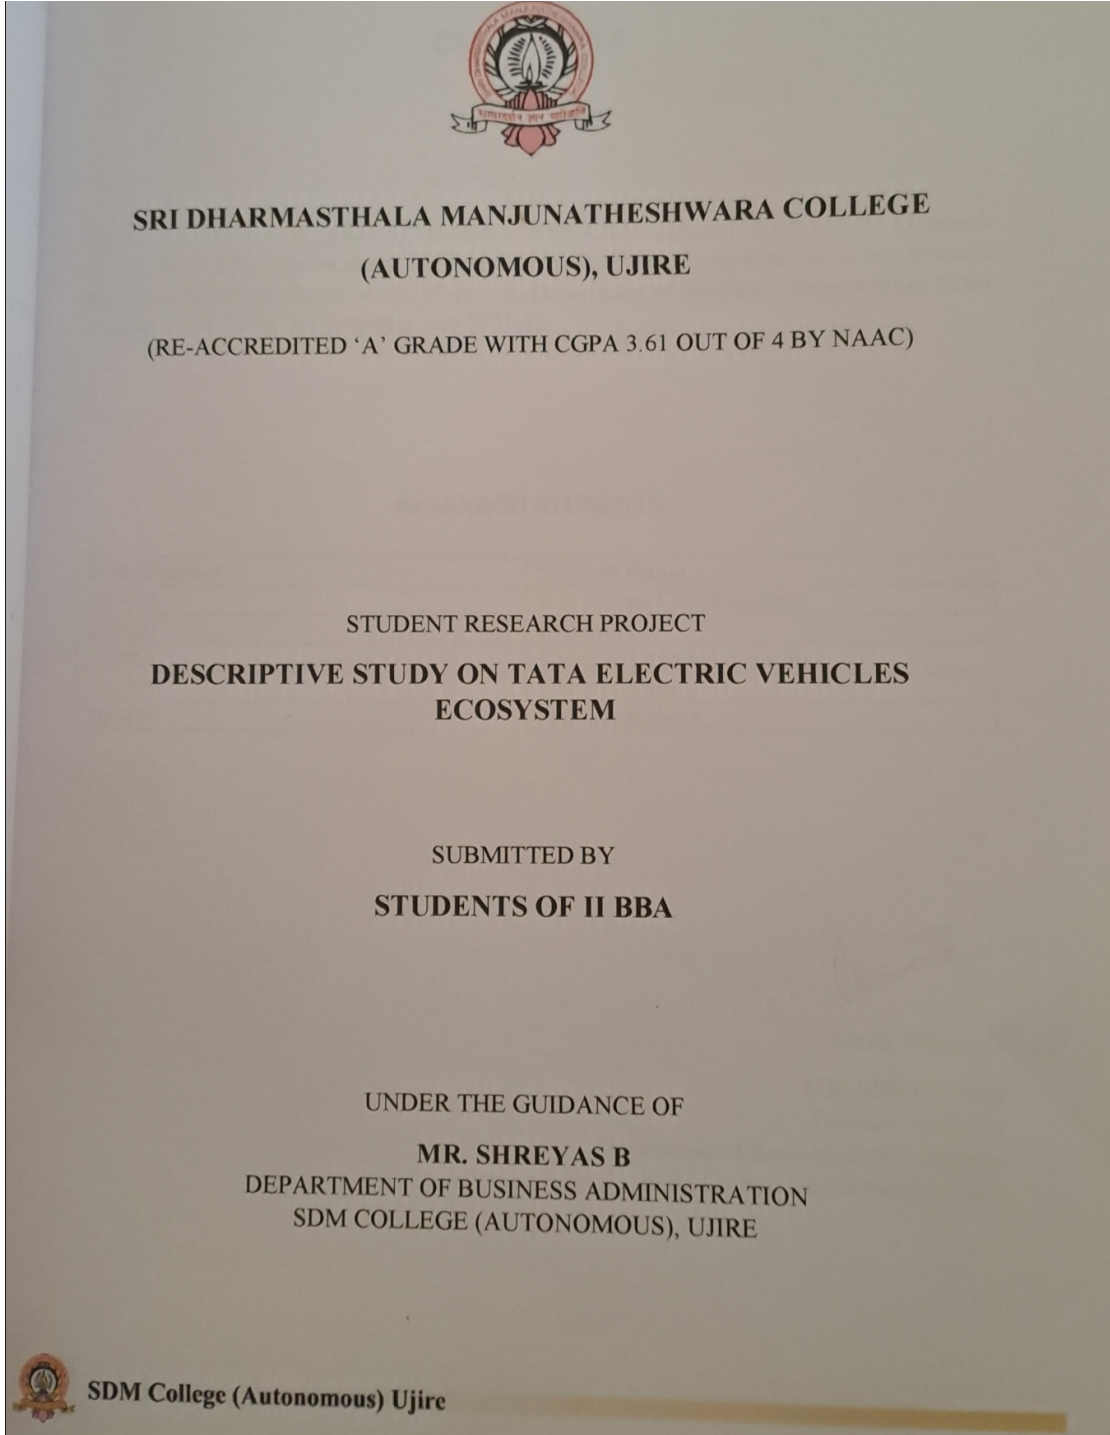 SRI DHARMASTHALA MANJUNATHESHWARA COLLEGE
(AUTONOMOUS), UJIRE
(RE-ACCREDITED ‘A’ GRADE WITH CGPA 3.61 OUT OF 4 BY NAAC)
STUDENT RESEARCH PROJECT
DESCRIPTIVE STUDY ON TATA ELECTRIC VEHICLES
ECOSYSTEM
SUBMITTED BY
STUDENTS OF II BBA
UNDER THE GUIDANCE OF
MR. SHREYAS B
DEPARTMENT OF BUSINESS ADMINISTRATION
SDM COLLEGE (AUTONOMOUS), UJIRE
SDM College (Autonomous) Ujire